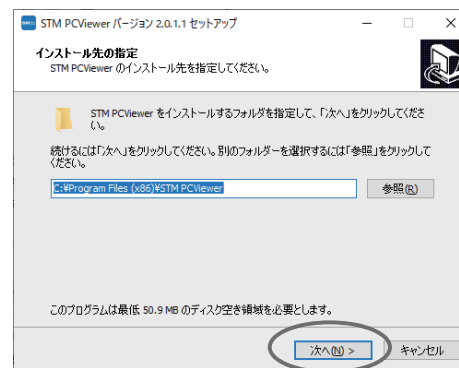 STM PCViewer バージョン 2.0.1.1 セットアップ
インストール先の指定
STM PCViewer のインストール先を指定してください。
STM PCViewer をインストールするフォルダを指定して、「次へ」をクリックしてくださ
い。
続けるには「次へ」をクリックしてください。別のフォルダーを選択するには「参照」をクリックして
ください。
C:¥Program Files (x86)¥STM PCViewer
参照(R)
このプログラムは最低 50.9 MB のディスク空き領域を必要とします。
次へ(N) >
キャンセル